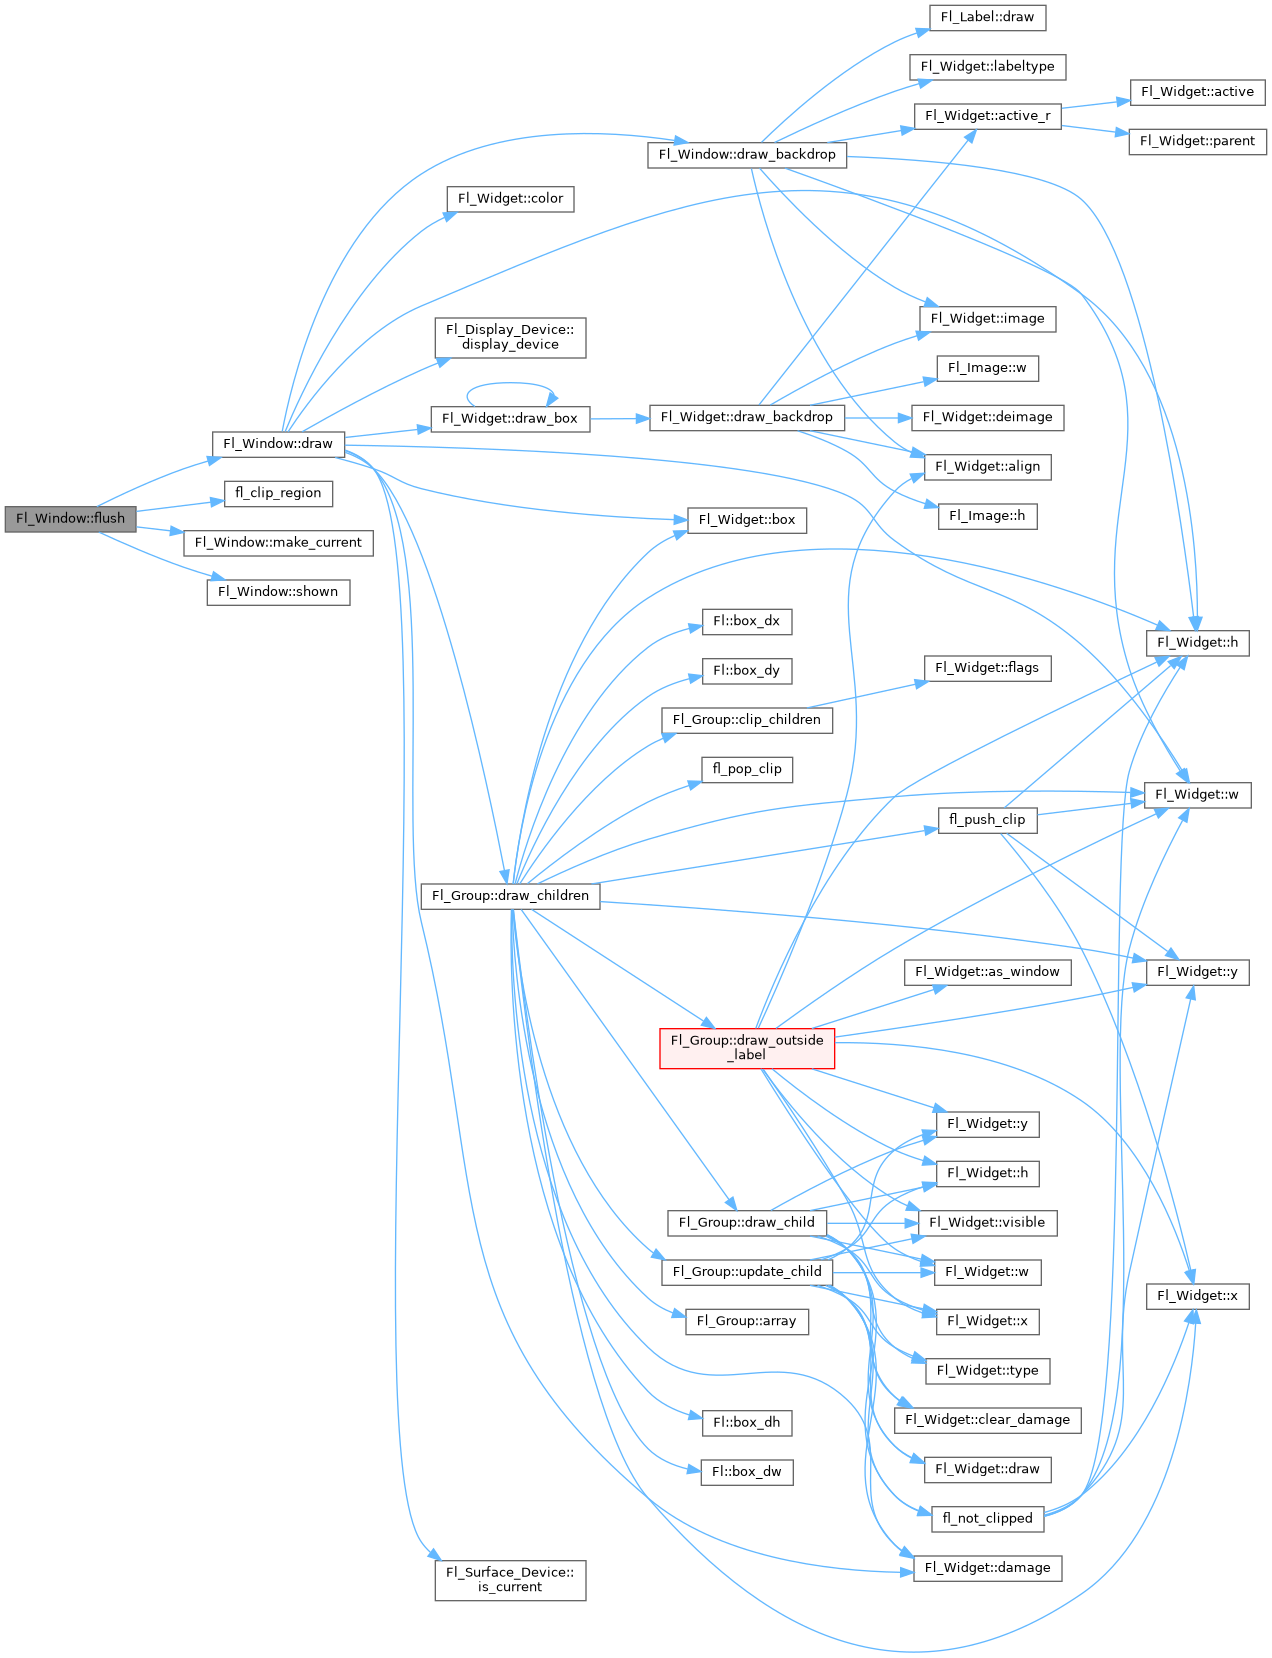 Fl_Label::draw
Fl_Widget::labeltype
Fl_Widget::active
Fl_Widget::active_r
Fl_Widget::parent
Fl_Window::draw_backdrop
Fl_Widget::color
Fl_Widget::image
Fl_Display_Device::
display_device
Fl_Image::w
Fl_Widget::draw_box
Fl_Widget::draw_backdrop
Fl_Widget::deimage
Fl_Window::draw
Fl_Widget::align
fl_clip_region
Fl_Window::flush
Fl_Image::h
Fl_Widget::box
Fl_Window::make_current
Fl_Window::shown
Fl::box_dx
Fl_Widget::h
Fl::box_dy
Fl_Widget::flags
Fl_Group::clip_children
fl_pop_clip
Fl_Widget::w
fl_push_clip
Fl_Group::draw_children
Fl_Widget::as_window
Fl_Widget::y
Fl_Group::draw_outside
_label
Fl_Widget::y
Fl_Widget::h
Fl_Group::draw_child
Fl_Widget::visible
Fl_Group::update_child
Fl_Widget::w
Fl_Widget::x
Fl_Group::array
Fl_Widget::x
Fl_Widget::type
Fl::box_dh
Fl_Widget::clear_damage
Fl::box_dw
Fl_Widget::draw
fl_not_clipped
Fl_Widget::damage
Fl_Surface_Device::
is_current